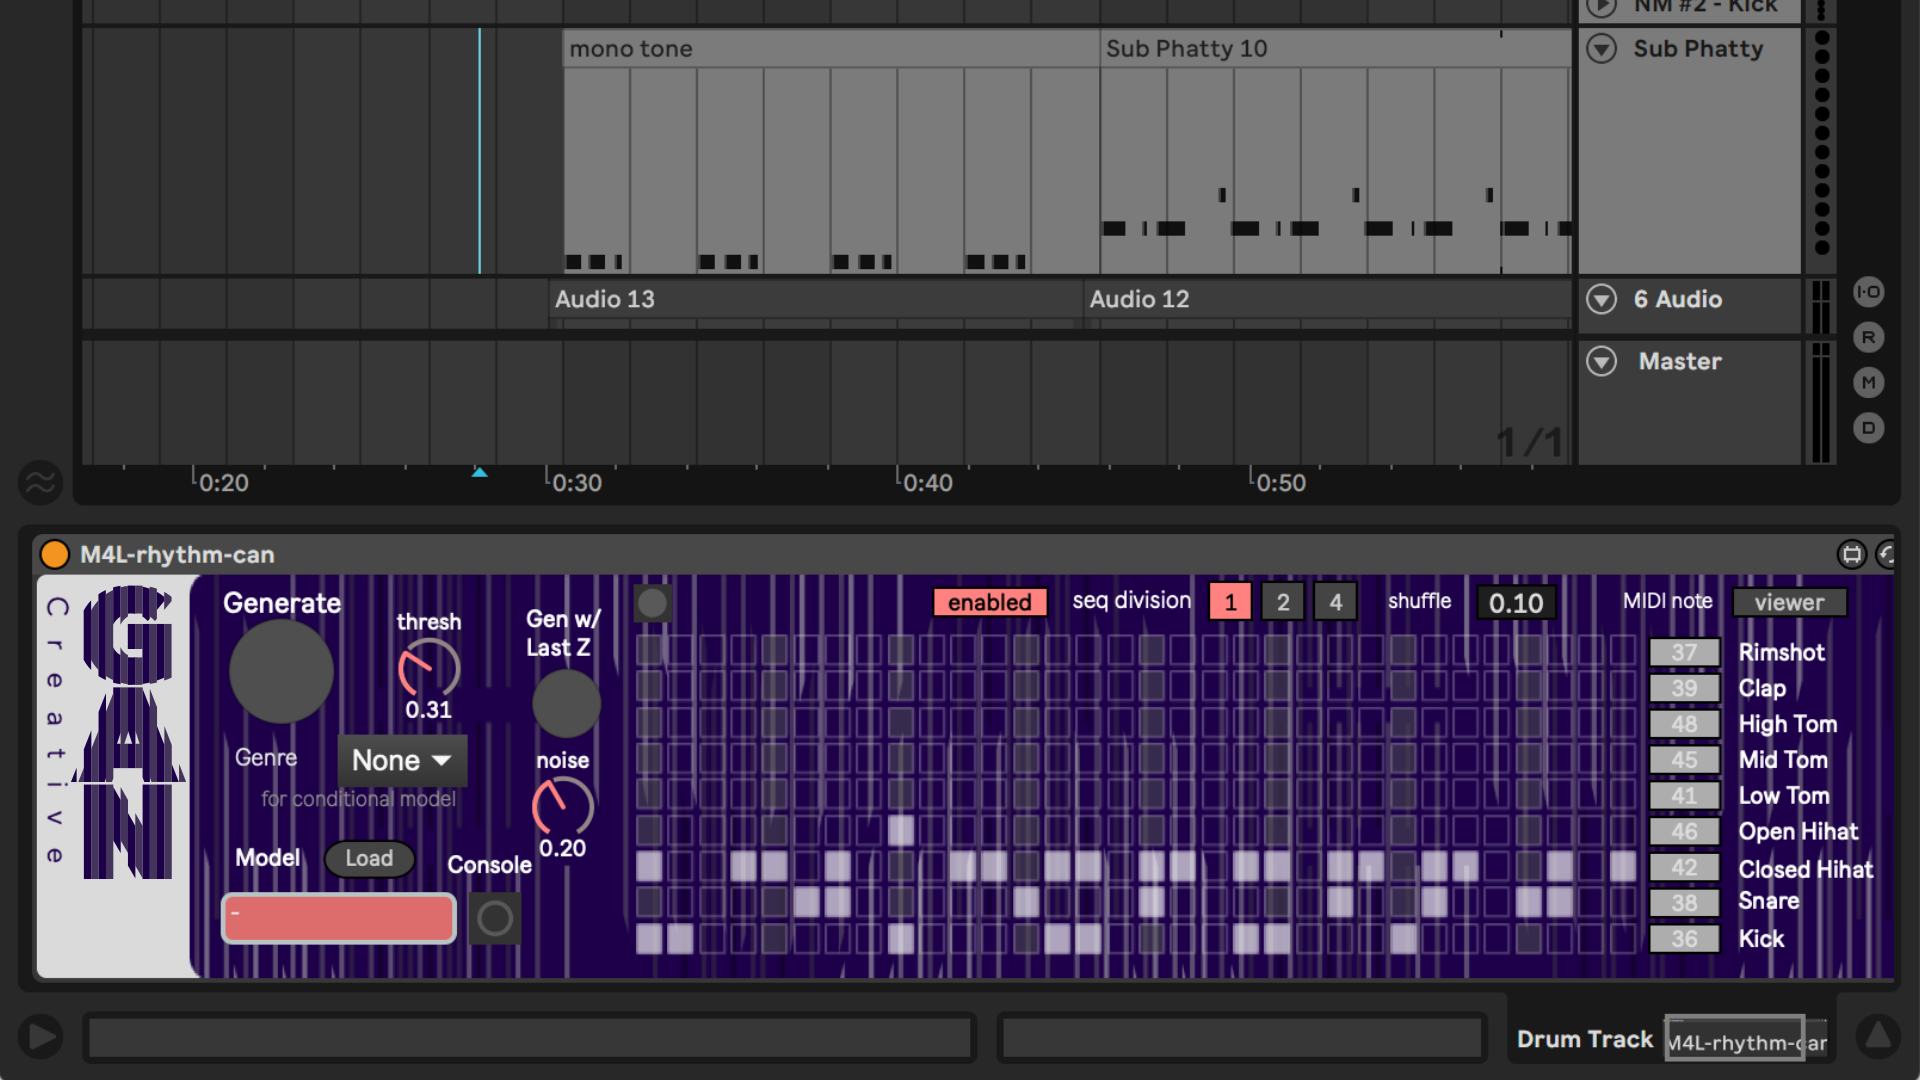 NM #2 - Kick
mono tone
Sub Phatty 10
Sub Phatty
Audio 13
Audio 12
6 Audio
I·O
R
Master
M
D
1/1
0:20
0:30
0:40
0:50
M4L-rhythm-can
Creative
GAN
Generate
thresh
0.31
Gen w/
Last Z
noise
0.20
Genre
None
for conditional model
Model
Load
Console
-
enabled
seq division
1
2
4
shuffle
0.10
MIDI note
viewer
37 Rimshot
39 Clap
48 High Tom
45 Mid Tom
41 Low Tom
46 Open Hihat
42 Closed Hihat
38 Snare
36 Kick
Drum Track
M4L-rhythm-can